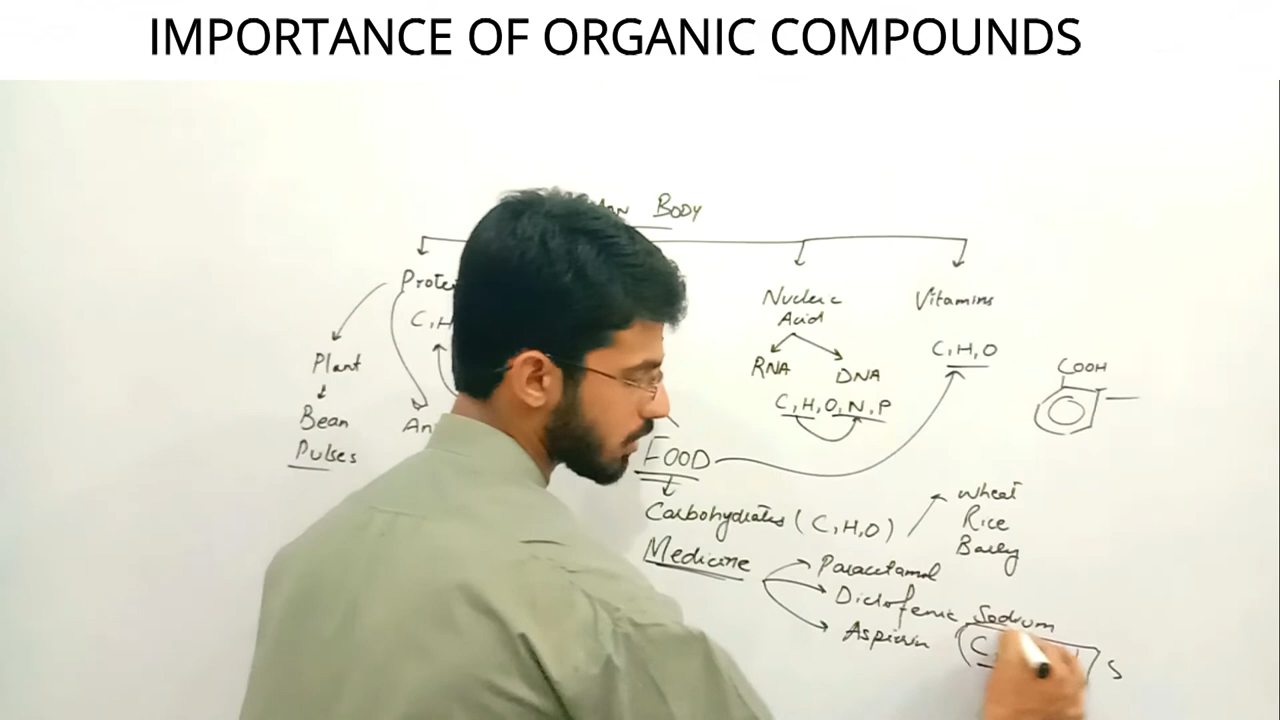 IMPORTANCE OF ORGANIC COMPOUNDS
BODY
Nucleic
Acid
Vitamins
RNA
DNA
C,H,O,N,P
C,H,O
COOH
Plant
Bean
Pulses
FOOD
Carbohydrates (C,H,O)
Wheat
Rice
Medicine
Paracetamol
Diclofenic Sodium
Aspirin
S